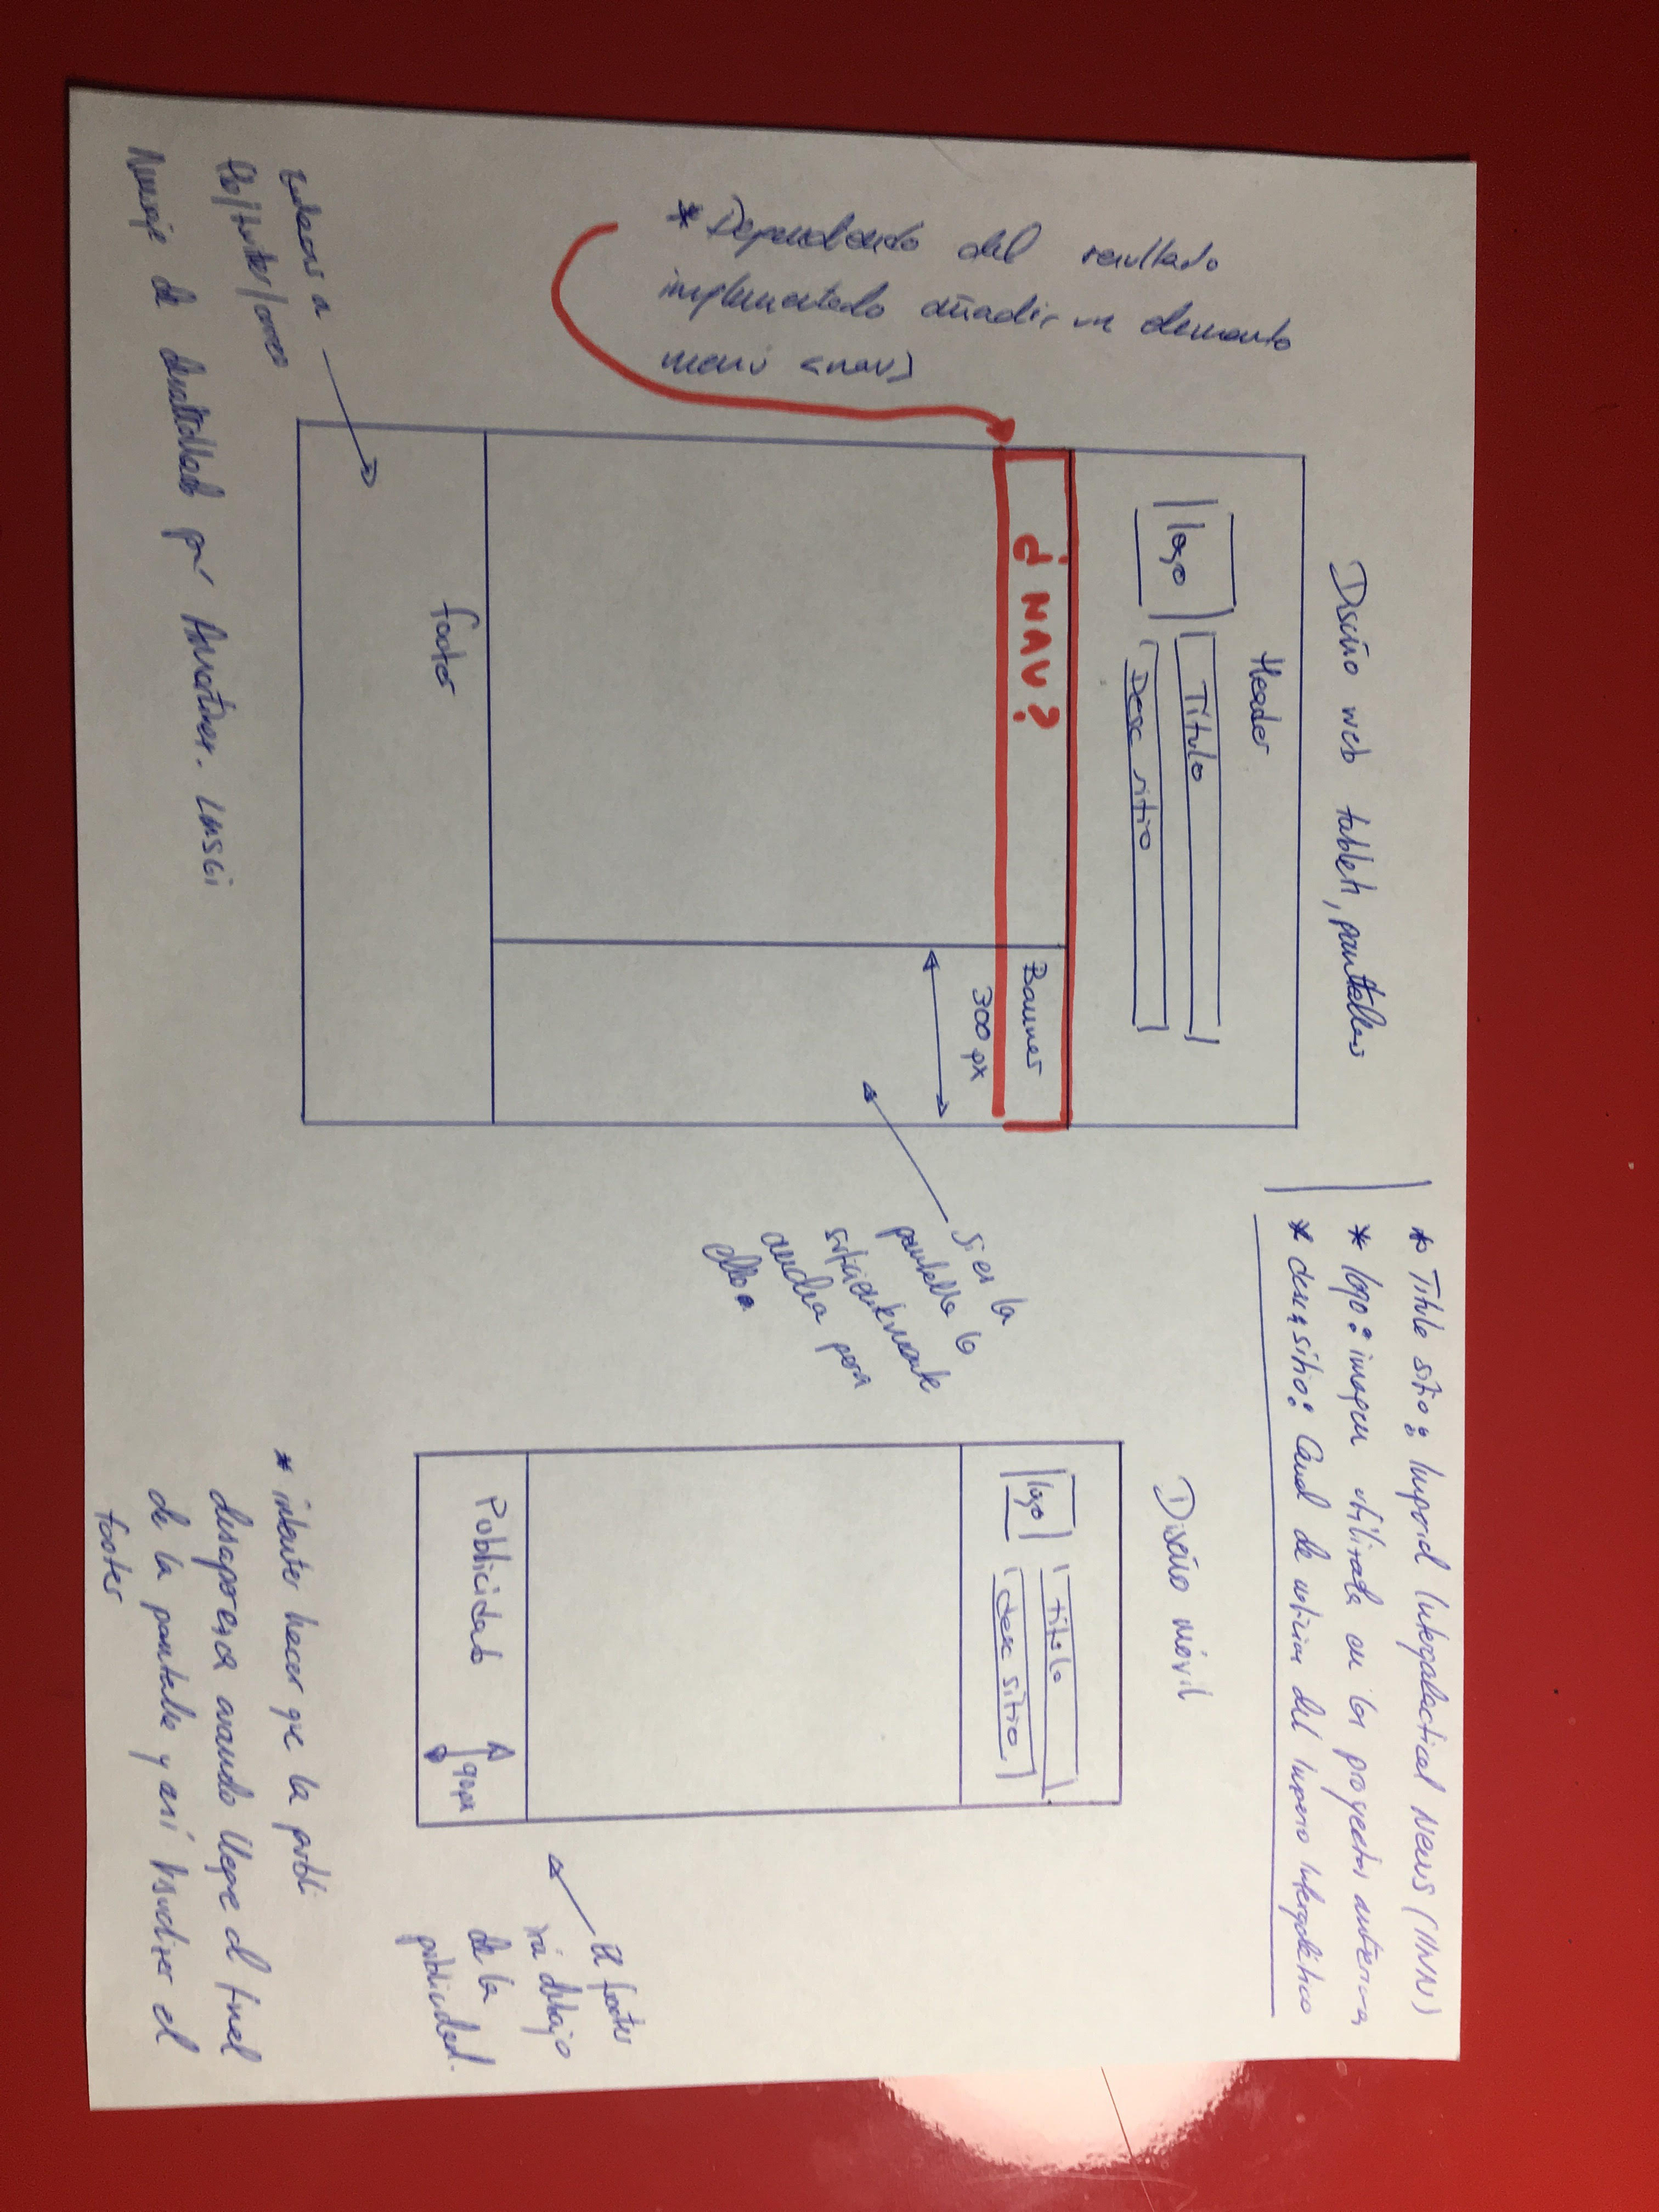 * Titulo sitio: Imperial Intergalactical News (IINN)
* logo: imagen utilizada en los proyectos anteriores
* desc sitio: Canal de noticias del Imperio Intergaláctico
Diseño web tablets, pantallas
Header
logo
Título
Desc sitio
¿NAV?
Banner
300 px
footer
* Dependiendo del resultado
implementado añadir un elemento
menú <nav>
Si es la
pantalla lo
suficientemente
ancha para
ello.
Enlaces a
fb/twitter/correo
Mensaje de desarrollado por AMartínez.
Diseño móvil
logo
título
desc sitio
Publicidad
90px
El footer
irá debajo
de la
publicidad.
* intentar hacer que la publi
desaparezca cuando llegue al final
de la pantalla y así visualizar el
footer